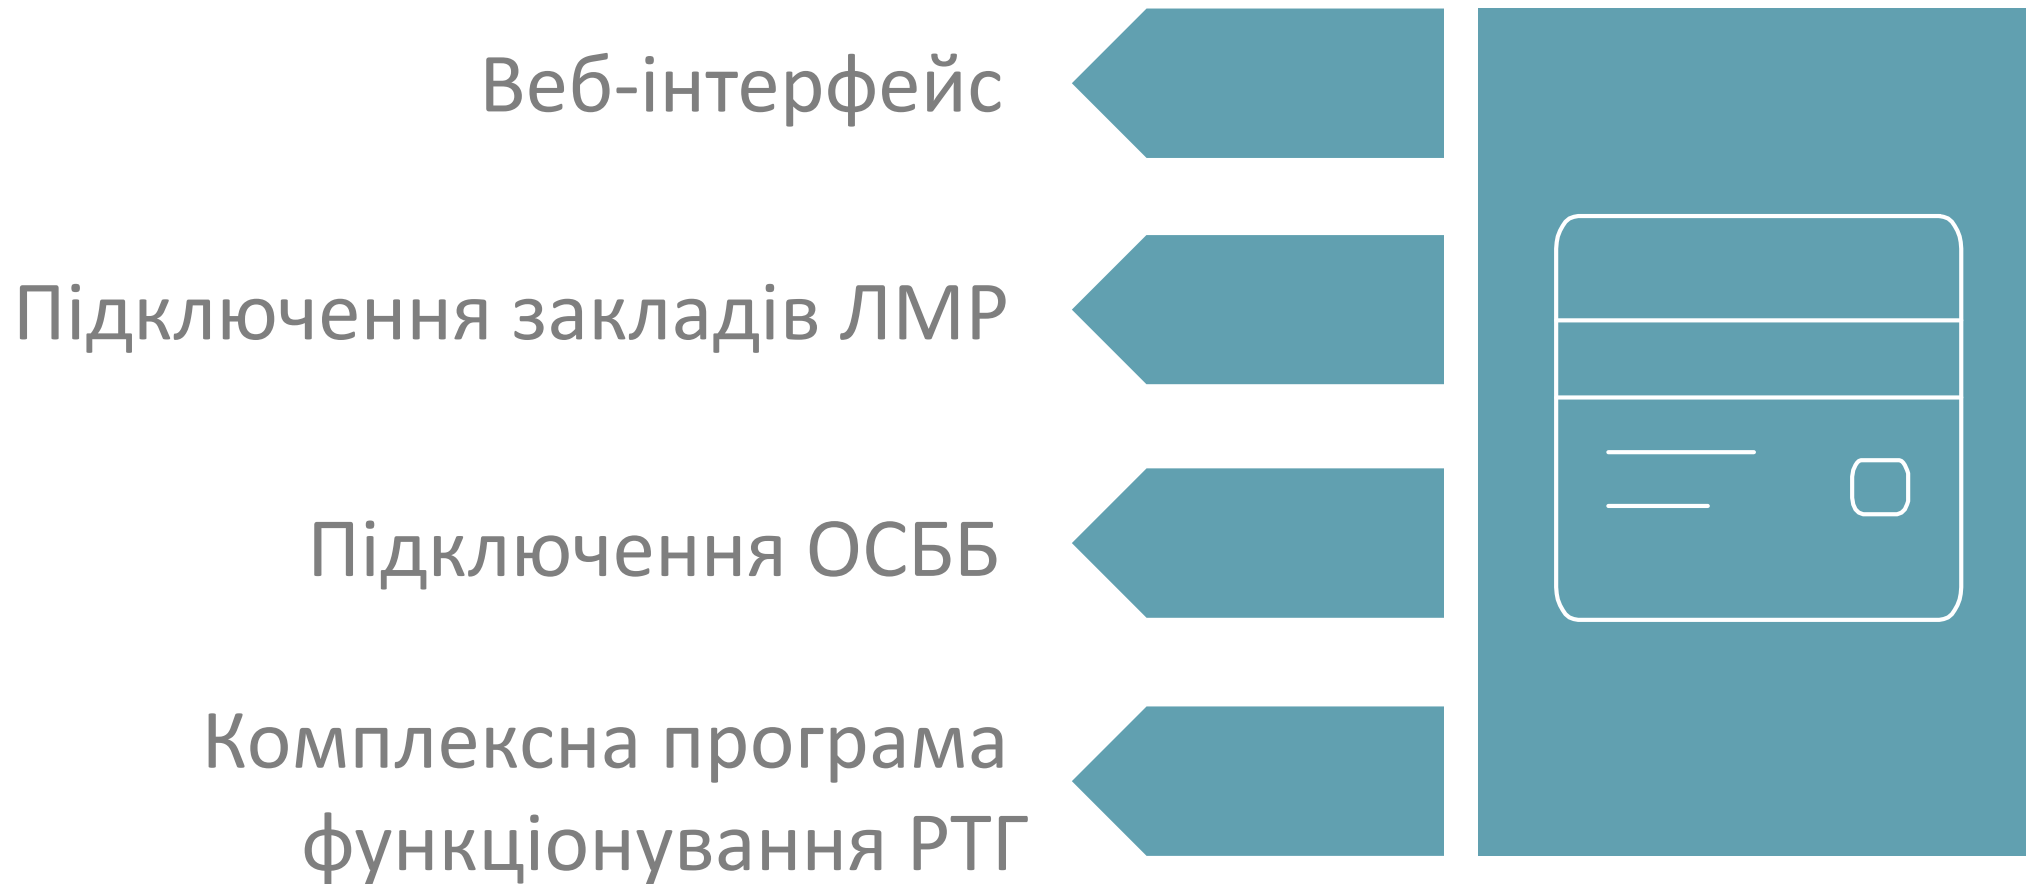 Веб-інтерфейс
Підключення закладів ЛМР
Підключення ОСББ
Комплексна програма
функціонування РТГ